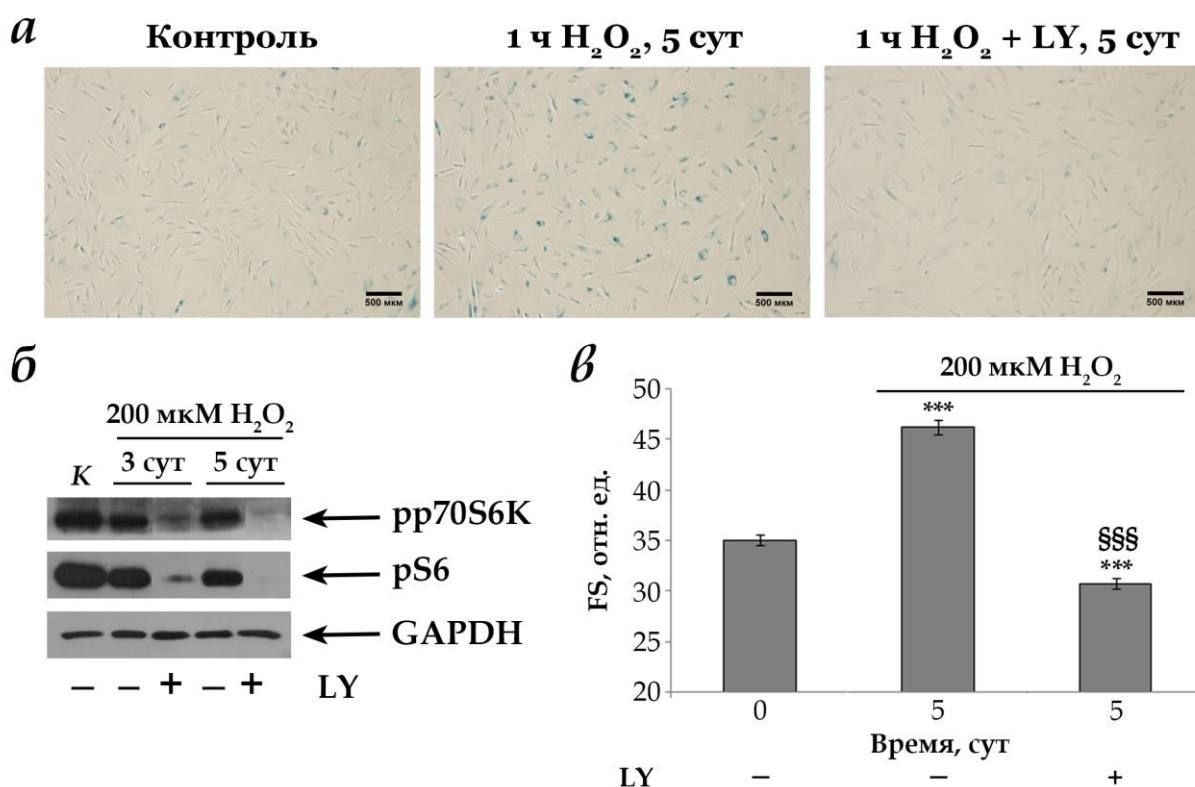 а
Контроль
1 ч H₂O₂, 5 сут
1 ч H₂O₂ + LY, 5 сут
500 мкм
500 мкм
500 мкм
б
200 мкМ H₂O₂
К
3 сут
5 сут
pp70S6K
pS6
GAPDH
– – + – + LY
в
200 мкМ H₂O₂
FS, отн. ед.
50
45
40
35
30
25
20
***
§§§
***
0 5 5
Время, сут
LY – – +